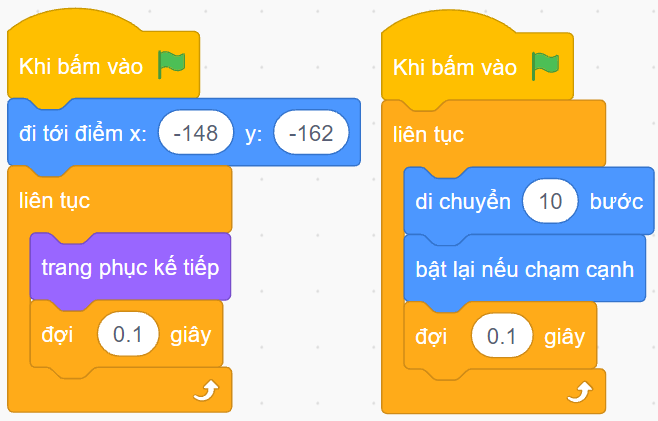 Khi bấm vào
đi tới điểm x: -148 y: -162
liên tục
trang phục kế tiếp
đợi 0.1 giây
Khi bấm vào
liên tục
di chuyển 10 bước
bật lại nếu chạm cạnh
đợi 0.1 giây